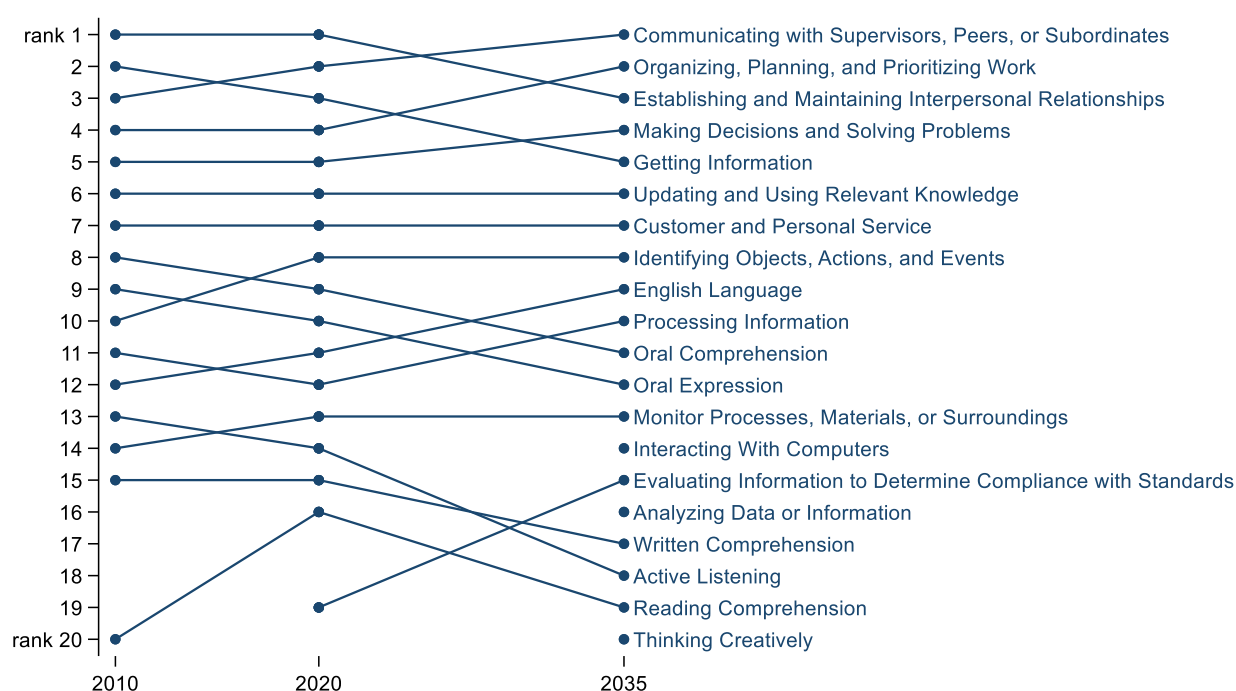 rank 1 Communicating with Supervisors, Peers, or Subordinates
2 Organizing, Planning, and Prioritizing Work
3 Establishing and Maintaining Interpersonal Relationships
4 Making Decisions and Solving Problems
5 Getting Information
6 Updating and Using Relevant Knowledge
7 Customer and Personal Service
8 Identifying Objects, Actions, and Events
9 English Language
10 Processing Information
11 Oral Comprehension
12 Oral Expression
13 Monitor Processes, Materials, or Surroundings
14 Interacting With Computers
15 Evaluating Information to Determine Compliance with Standards
16 Analyzing Data or Information
17 Written Comprehension
18 Active Listening
19 Reading Comprehension
rank 20 Thinking Creatively
2010 2020 2035